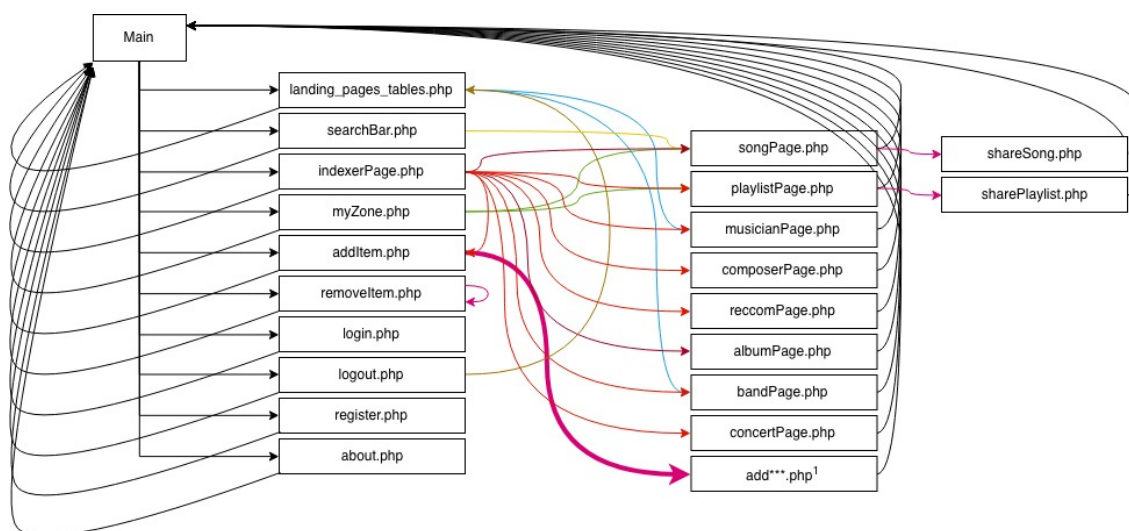 Main
landing_pages_tables.php
searchBar.php
indexerPage.php
myZone.php
addItem.php
removeItem.php
login.php
logout.php
register.php
about.php
songPage.php
playlistPage.php
musicianPage.php
composerPage.php
reccomPage.php
albumPage.php
bandPage.php
concertPage.php
add***.php¹
shareSong.php
sharePlaylist.php